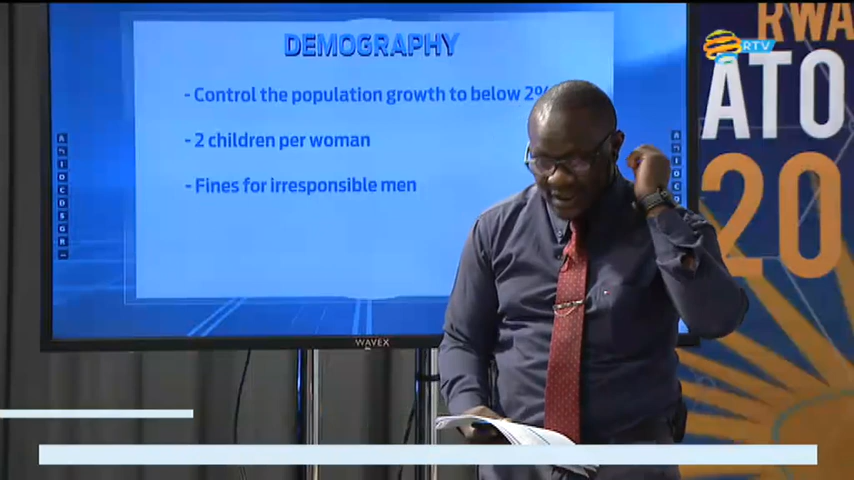 DEMOGRAPHY
- Control the population growth to below 2%
- 2 children per woman
- Fines for irresponsible men
WAVEX
RTV
RWA
ATOR
20